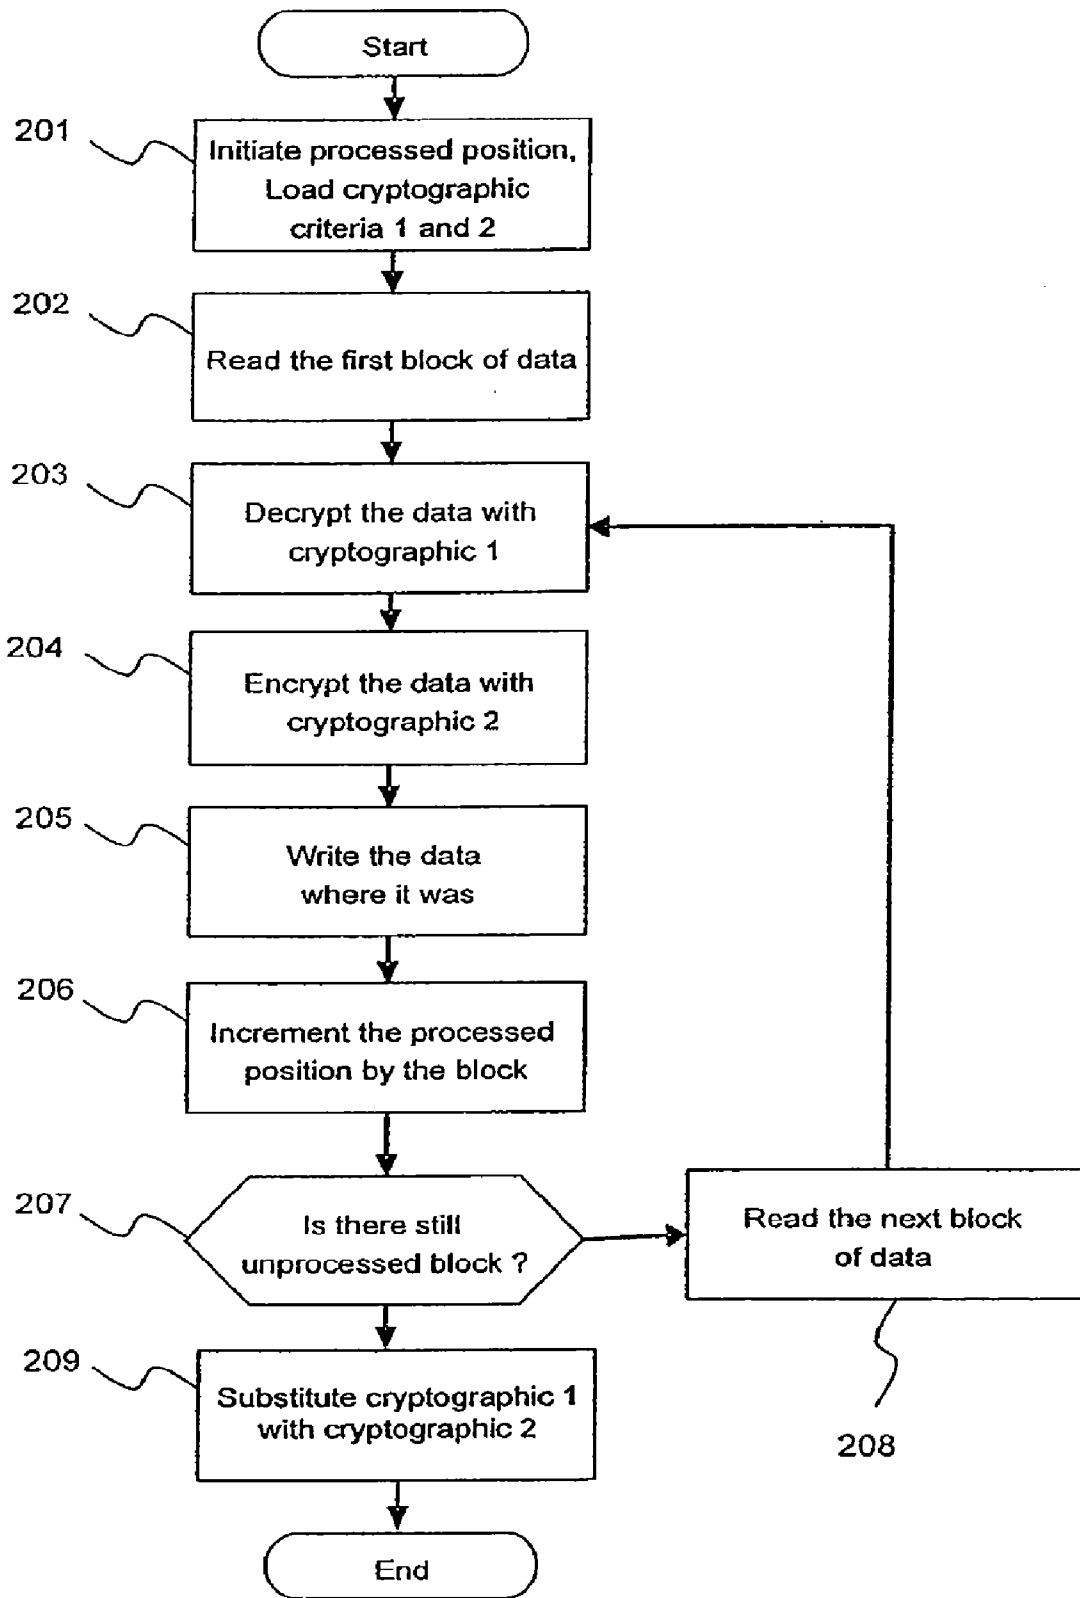 Start
201
Initiate processed position,
Load cryptographic
criteria 1 and 2
202
Read the first block of data
203
Decrypt the data with
cryptographic 1
204
Encrypt the data with
cryptographic 2
205
Write the data
where it was
206
Increment the processed
position by the block
207
Is there still
unprocessed block ?
Read the next block
of data
208
209
Substitute cryptographic 1
with cryptographic 2
End